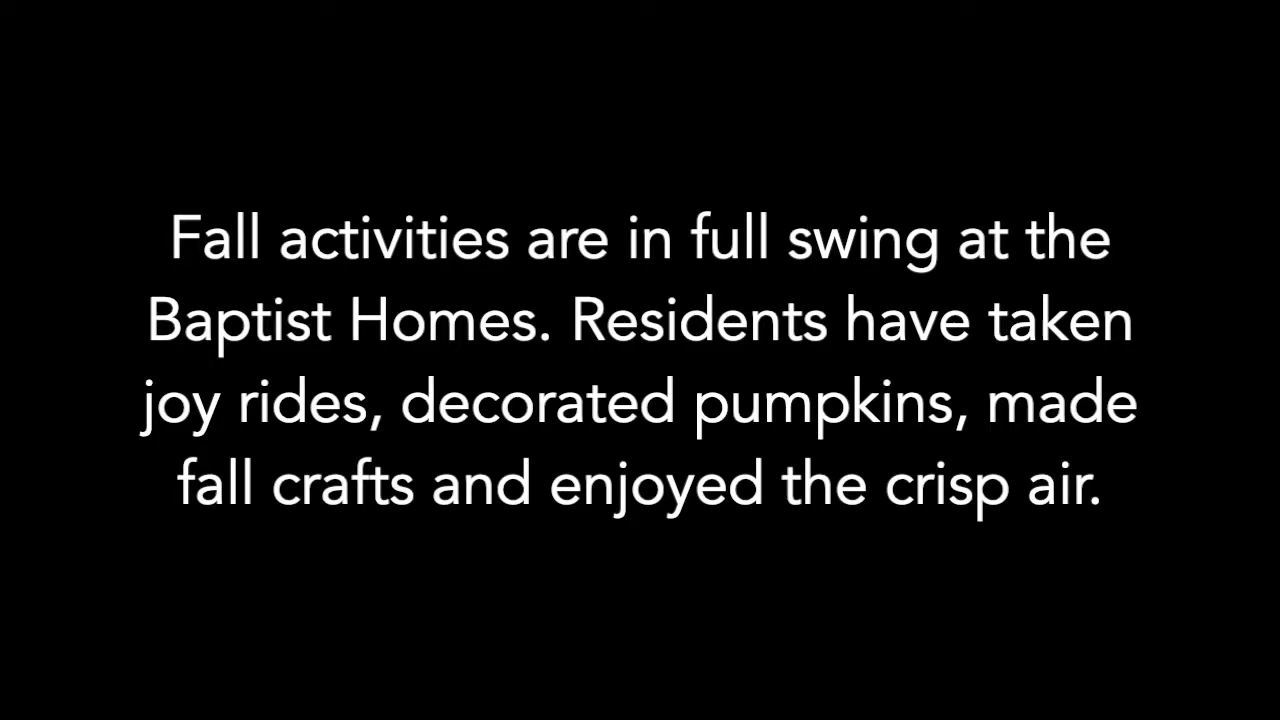 Fall activities are in full swing at the
Baptist Homes. Residents have taken
joy rides, decorated pumpkins, made
fall crafts and enjoyed the crisp air.